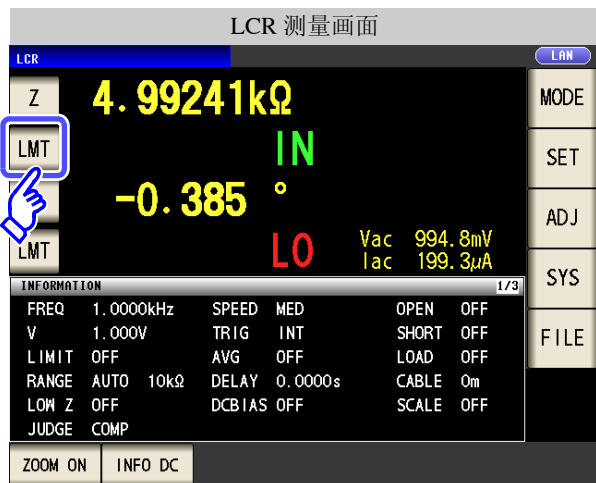 LCR 测量画面
LCR
LAN
Z
4.99241kΩ
MODE
LMT
IN
SET
-0.385 °
ADJ
LMT
LO
Vac 994.8mV
Iac 199.3μA
SYS
INFORMATION
1/3
FREQ 1.0000kHz SPEED MED OPEN OFF
V 1.000V TRIG INT SHORT OFF
FILE
LIMIT OFF AVG OFF LOAD OFF
RANGE AUTO 10kΩ DELAY 0.0000s CABLE 0m
LOW Z OFF DCBIAS OFF SCALE OFF
JUDGE COMP
ZOOM ON INFO DC